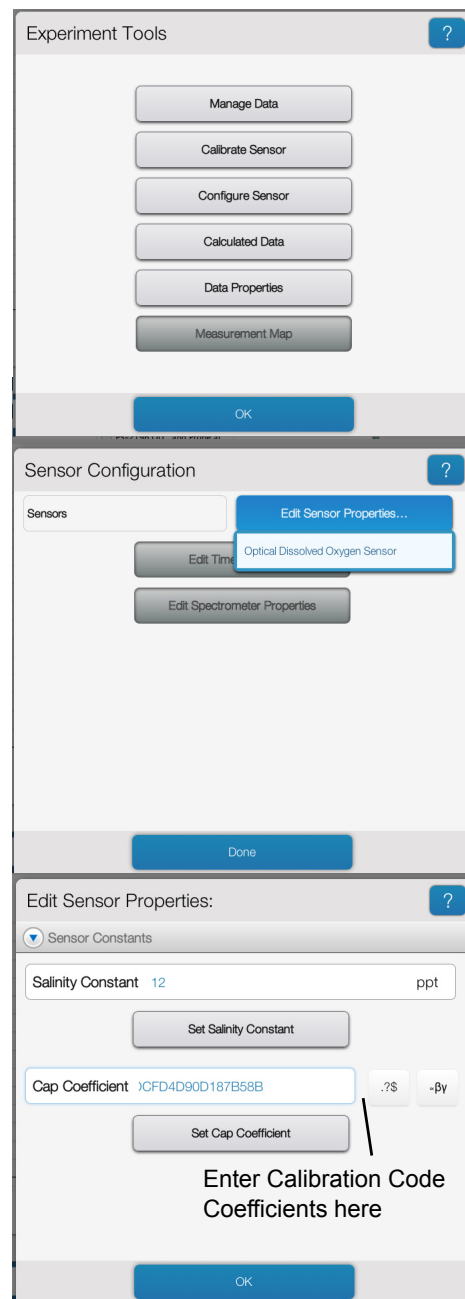 Experiment Tools
?
Manage Data
Calibrate Sensor
Configure Sensor
Calculated Data
Data Properties
Measurement Map
OK
Sensor Configuration
?
Sensors
Edit Sensor Properties...
Optical Dissolved Oxygen Sensor
Edit Time
Edit Spectrometer Properties
Done
Edit Sensor Properties:
?
Sensor Constants
Salinity Constant 12 ppt
Set Salinity Constant
Cap Coefficient CFD4D90D187B58B .?$ ∝βγ
Set Cap Coefficient
Enter Calibration Code
Coefficients here
OK